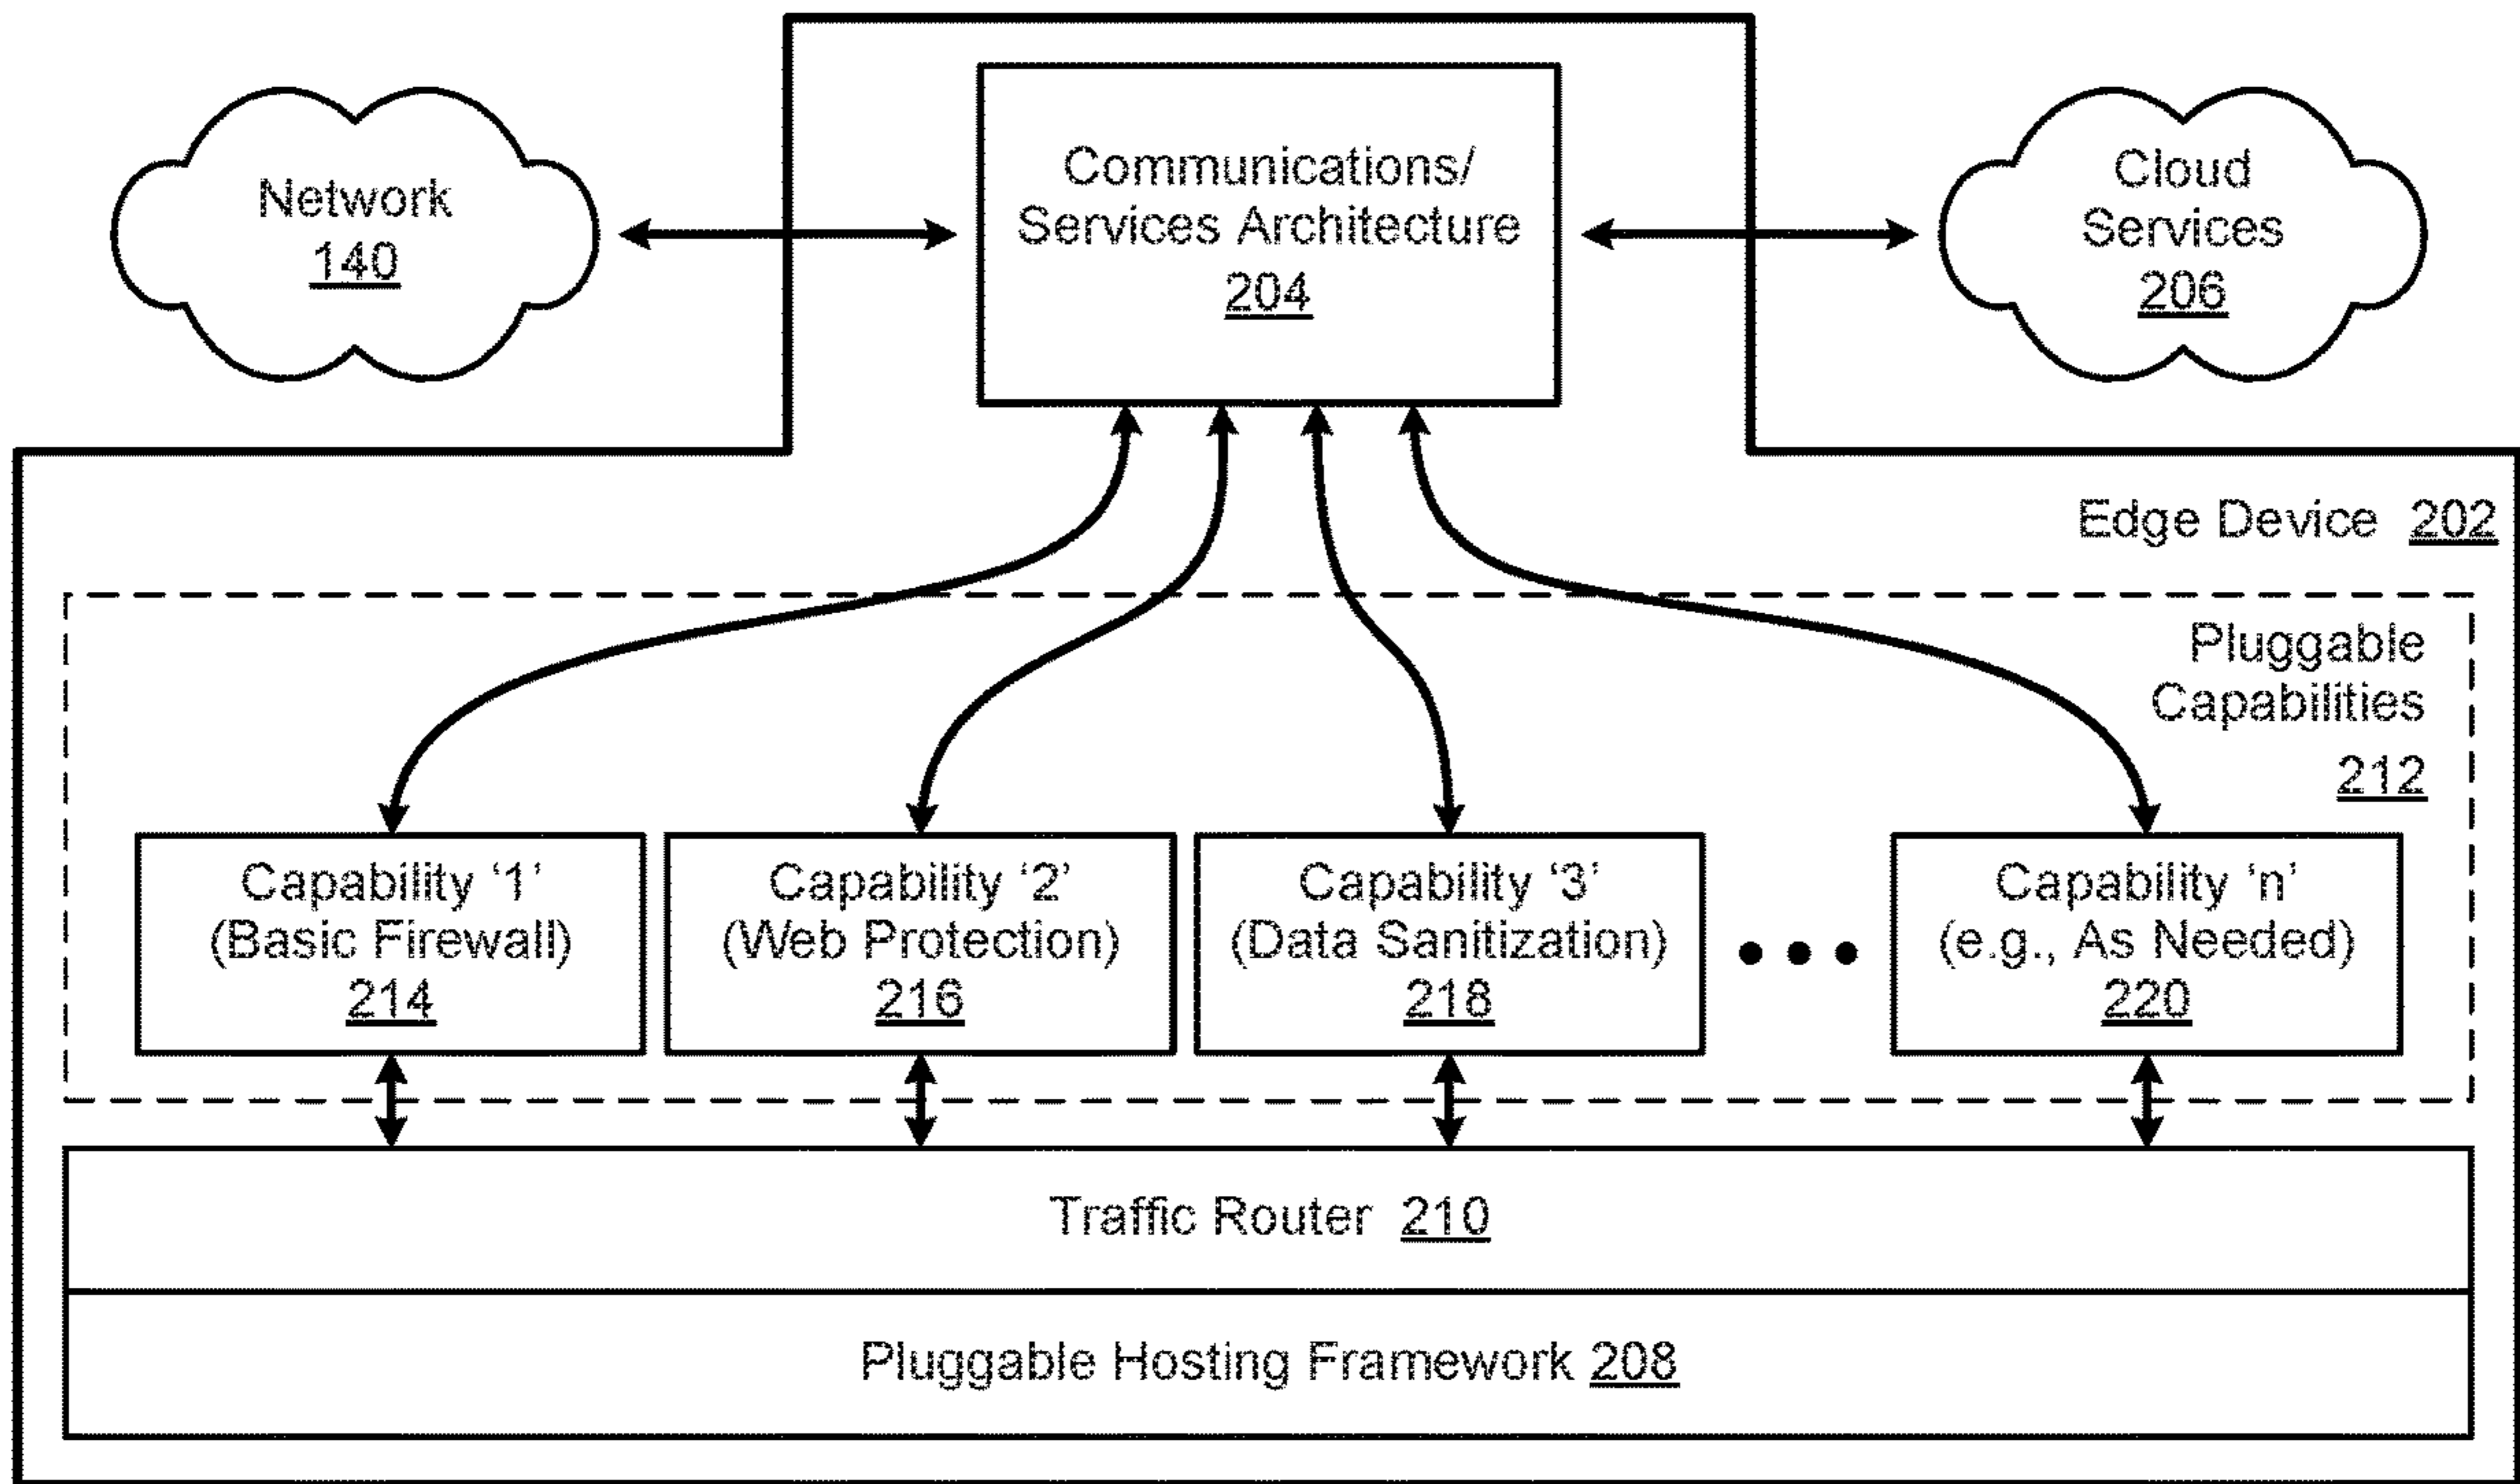 Network
140
Communications/
Services Architecture
204
Cloud
Services
206
Edge Device 202
Pluggable
Capabilities
212
Capability ‘1’
(Basic Firewall)
214
Capability ‘2’
(Web Protection)
216
Capability ‘3’
(Data Sanitization)
218
Capability ‘n’
(e.g., As Needed)
220
Traffic Router 210
Pluggable Hosting Framework 208